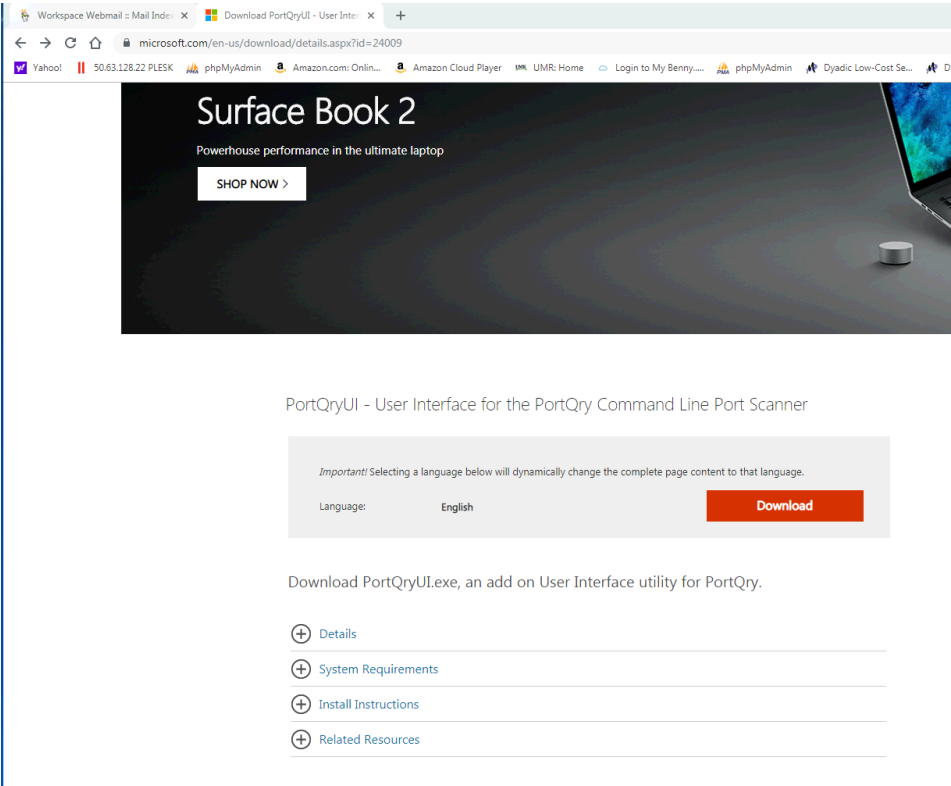 Workspace Webmail :: Mail Index
Download PortQryUI - User Inter
microsoft.com/en-us/download/details.aspx?id=24009
Yahoo! 50.63.128.22 PLESK phpMyAdmin Amazon.com: Onlin... Amazon Cloud Player UMR: Home Login to My Benny..... phpMyAdmin Dyadic Low-Cost Se... D
Surface Book 2
Powerhouse performance in the ultimate laptop
SHOP NOW >
PortQryUI - User Interface for the PortQry Command Line Port Scanner
Important! Selecting a language below will dynamically change the complete page content to that language.
Language: English Download
Download PortQryUI.exe, an add on User Interface utility for PortQry.
Details
System Requirements
Install Instructions
Related Resources